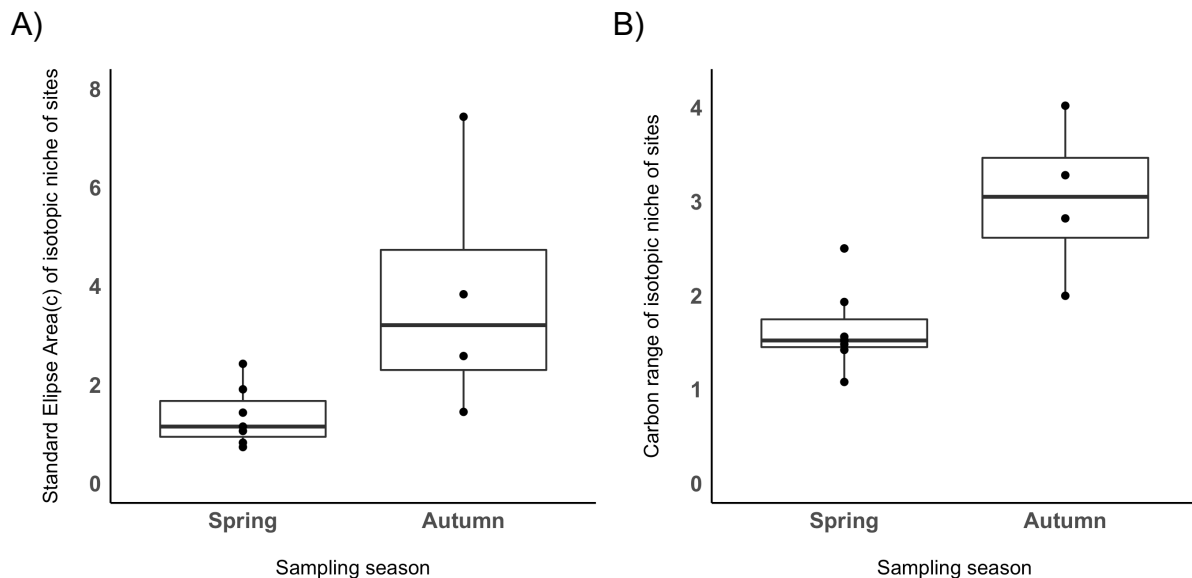 A)
Standard Elipse Area(c) of isotopic niche of sites
8
6
4
2
0
Spring Autumn
Sampling season
B)
Carbon range of isotopic niche of sites
4
3
2
1
0
Spring Autumn
Sampling season